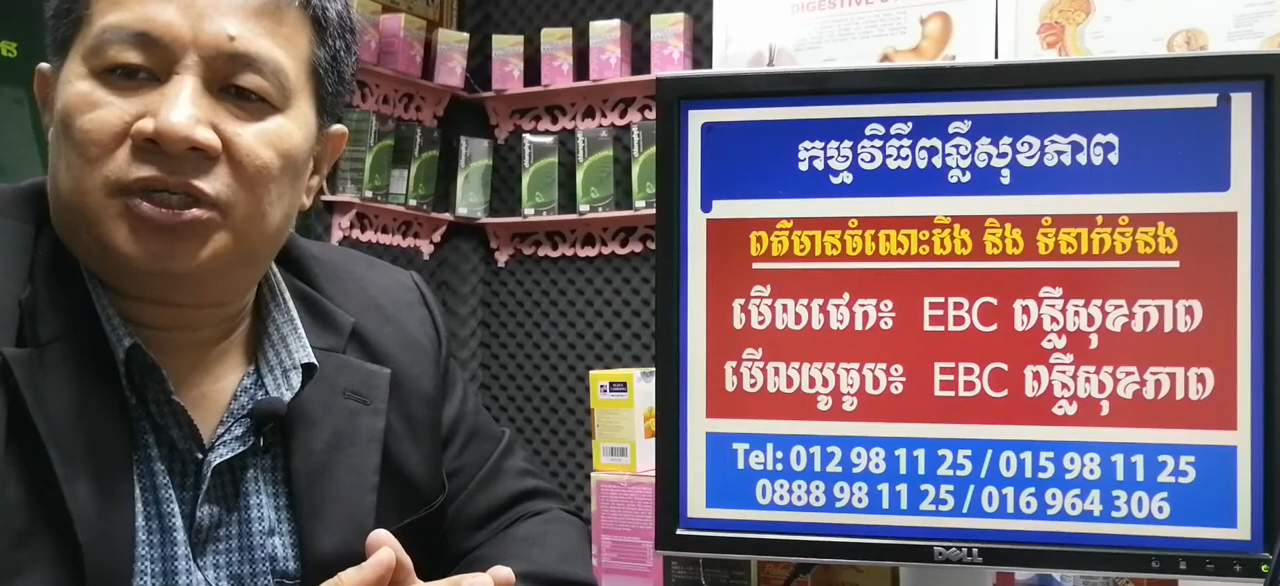 DIGESTIVE
កម្មវិធីពន្លឺសុខភាព
ពត៌មានចំណេះដឹង និង ទំនាក់ទំនង
មើលផេក៖ EBC ពន្លឺសុខភាព
មើលយូធូប៖ EBC ពន្លឺសុខភាព
Tel: 012 98 11 25 / 015 98 11 25
0888 98 11 25 / 016 964 306
DELL